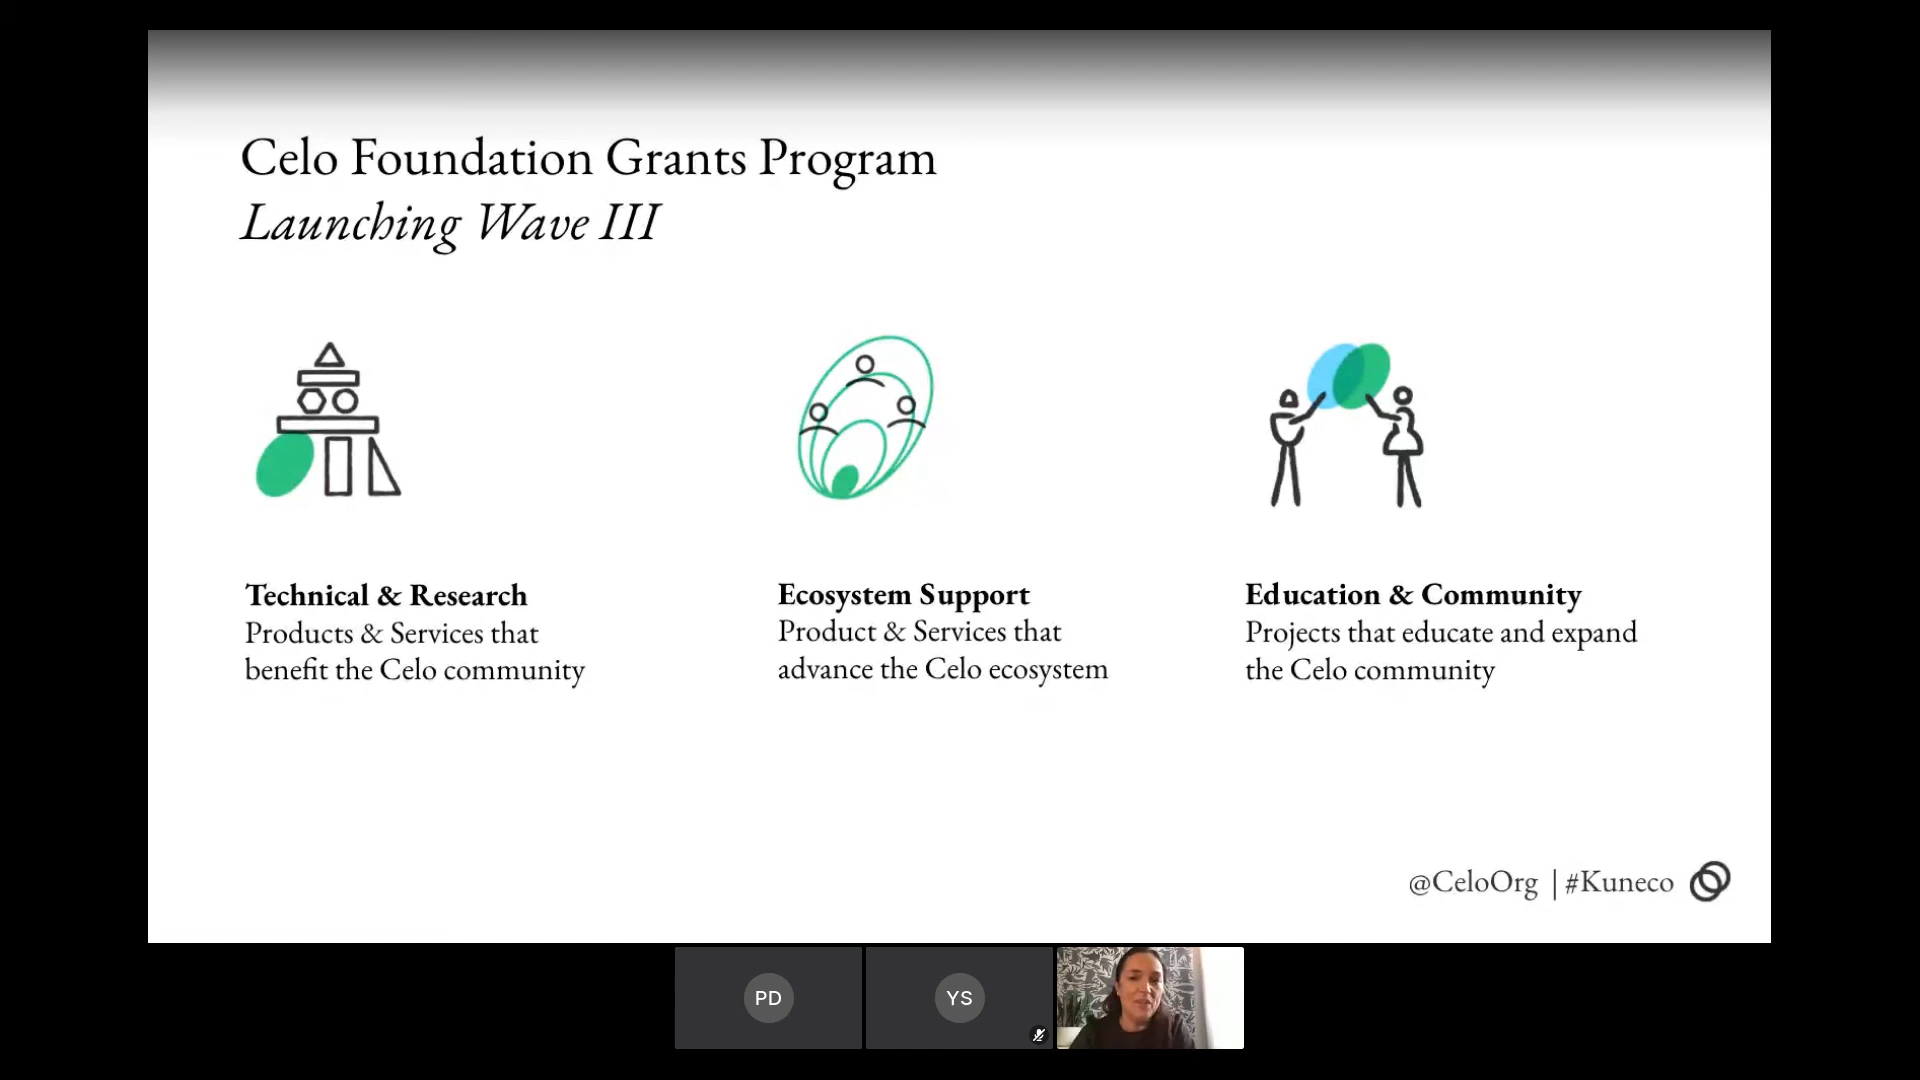 Celo Foundation Grants Program
Launching Wave III
Technical & Research
Products & Services that
benefit the Celo community
Ecosystem Support
Product & Services that
advance the Celo ecosystem
Education & Community
Projects that educate and expand
the Celo community
@CeloOrg | #Kuneco
PD
YS